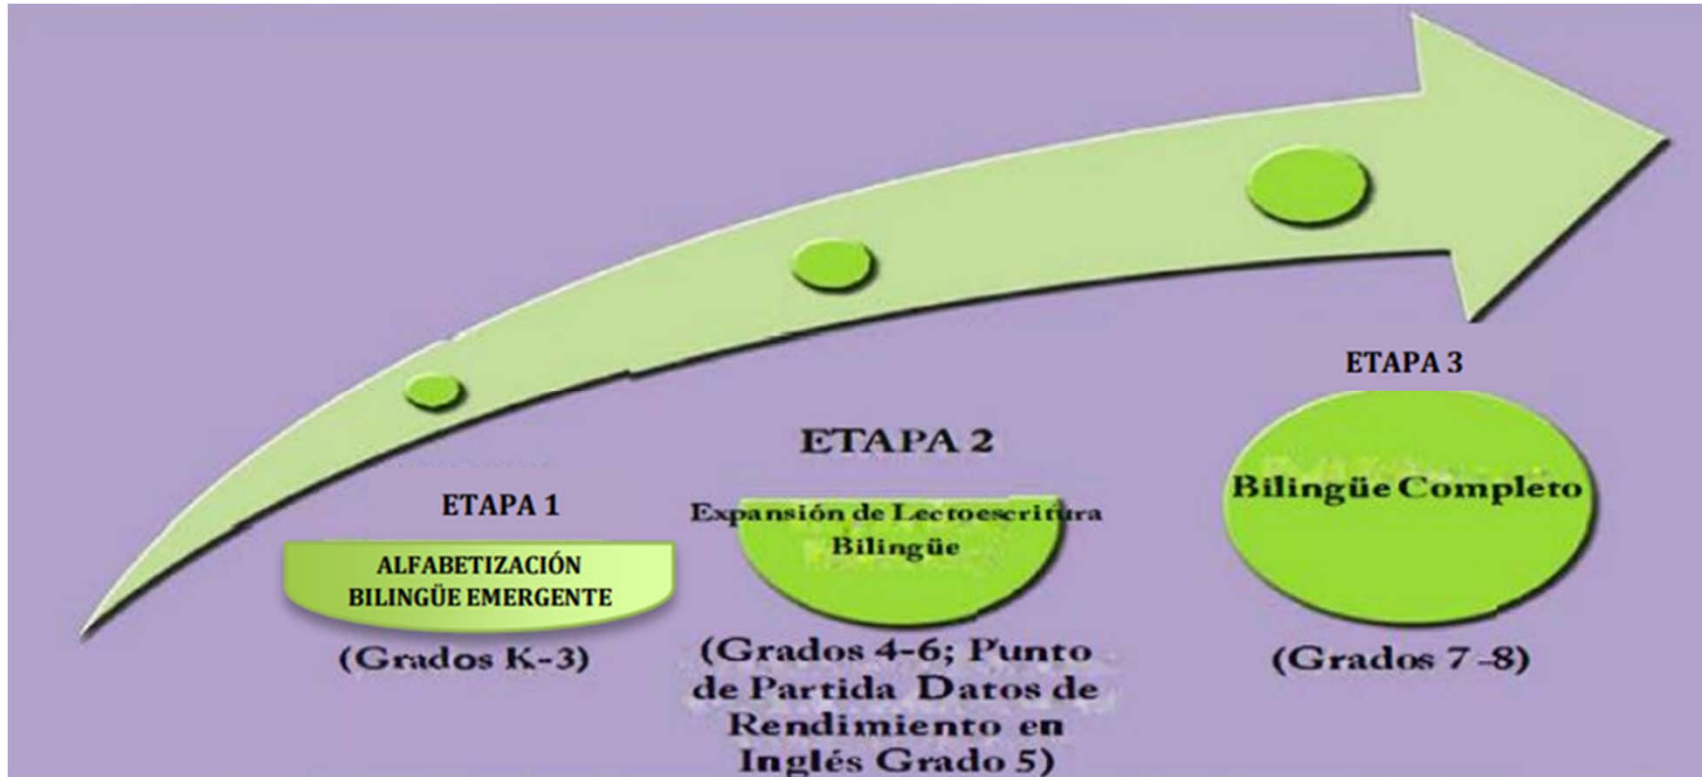 ETAPA 1
ALFABETIZACIÓN
BILINGÜE EMERGENTE
(Grados K-3)
ETAPA 2
Expansión de Lectoescritura
Bilingüe
(Grados 4-6; Punto
de Partida Datos de
Rendimiento en
Inglés Grado 5)
ETAPA 3
Bilingüe Completo
(Grados 7-8)